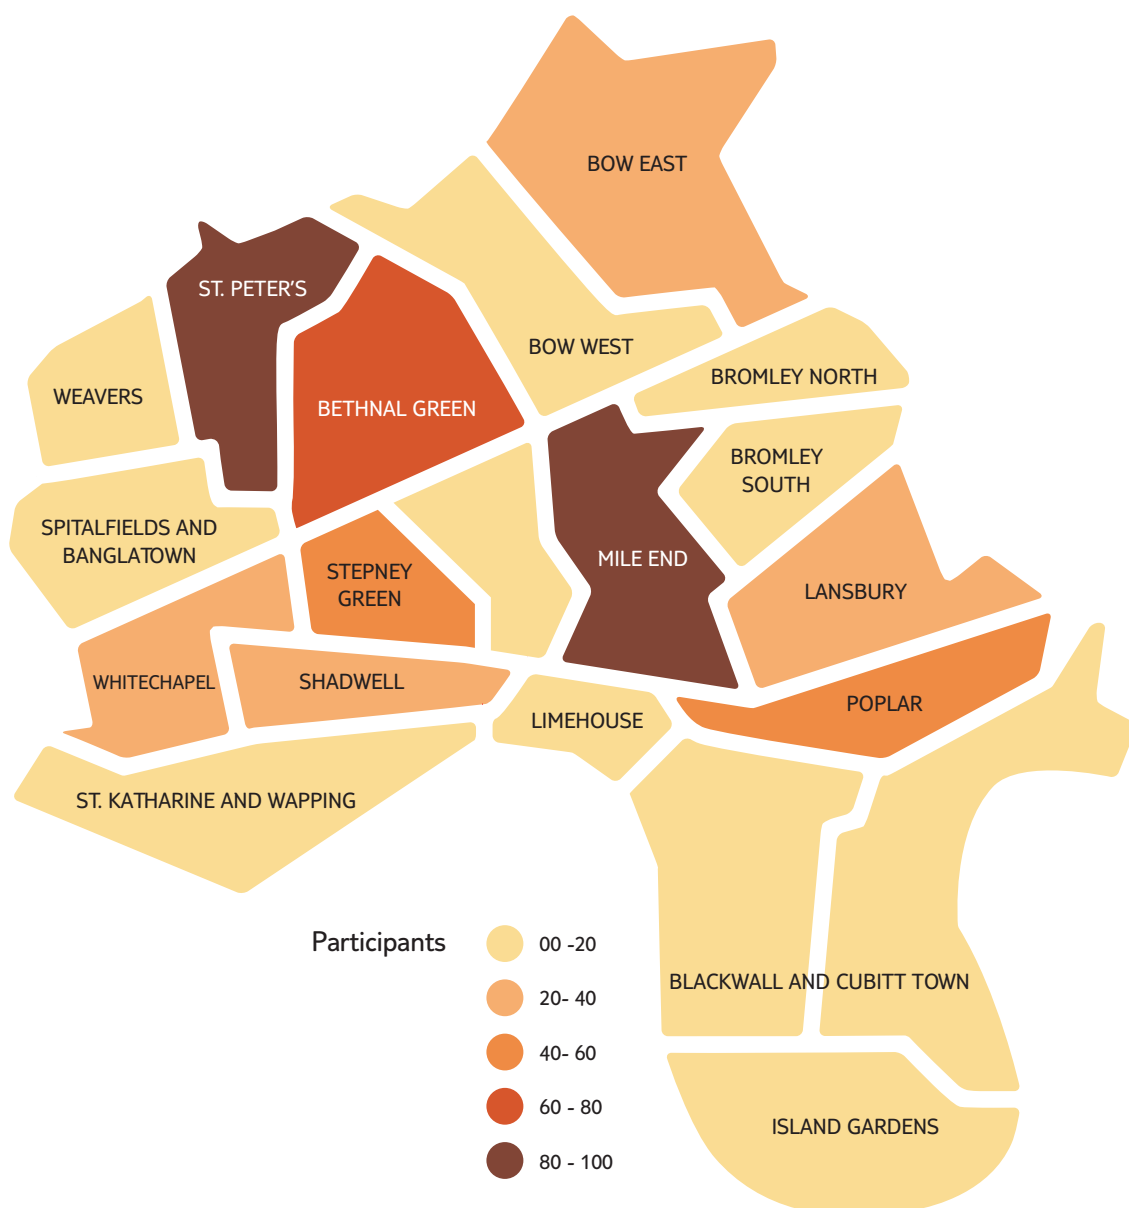 BOW EAST
ST. PETER'S
BOW WEST
BROMLEY NORTH
WEAVERS
BETHNAL GREEN
BROMLEY
SOUTH
SPITALFIELDS AND
BANGLATOWN
MILE END
STEPNEY
GREEN
LANSBURY
WHITECHAPEL
SHADWELL
POPLAR
LIMEHOUSE
ST. KATHARINE AND WAPPING
Participants
00 -20
BLACKWALL AND CUBITT TOWN
20- 40
40- 60
60 - 80
ISLAND GARDENS
80 - 100